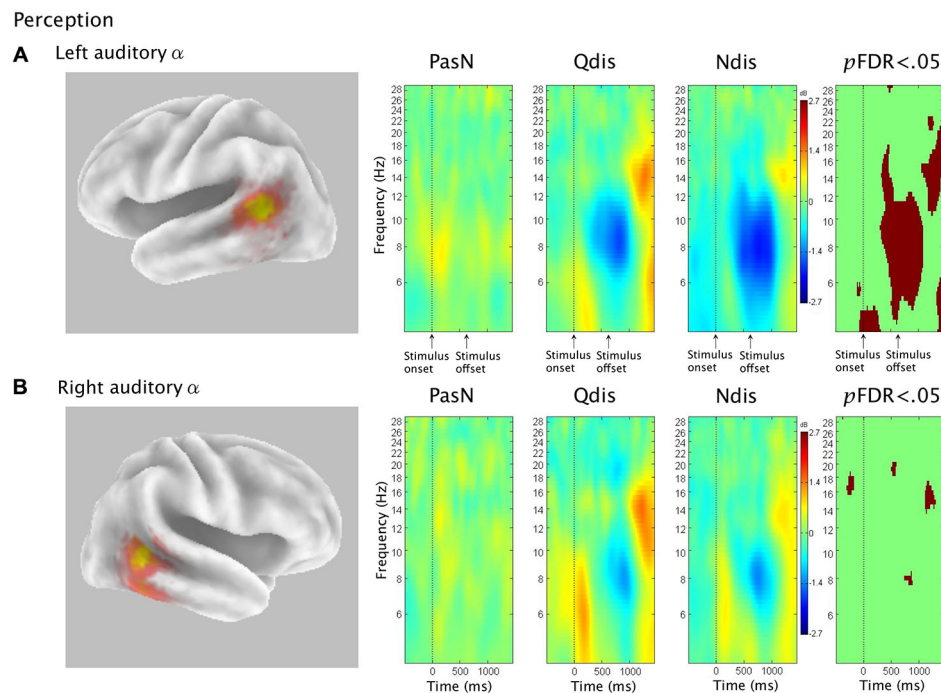 Perception
A Left auditory α
PasN Qdis Ndis pFDR<.05
Frequency (Hz)
28
26
24
22
20
18
16
14
12
10
8
6
dB
2.7
1.4
0
-1.4
-2.7
Stimulus onset
Stimulus offset
Stimulus onset
Stimulus offset
Stimulus onset
Stimulus offset
Stimulus onset
Stimulus offset
B Right auditory α
PasN Qdis Ndis pFDR<.05
Frequency (Hz)
28
26
24
22
20
18
16
14
12
10
8
6
dB
2.7
1.4
0
-1.4
-2.7
0 500 1000 0 500 1000 0 500 1000 0 500 1000
Time (ms) Time (ms) Time (ms) Time (ms)